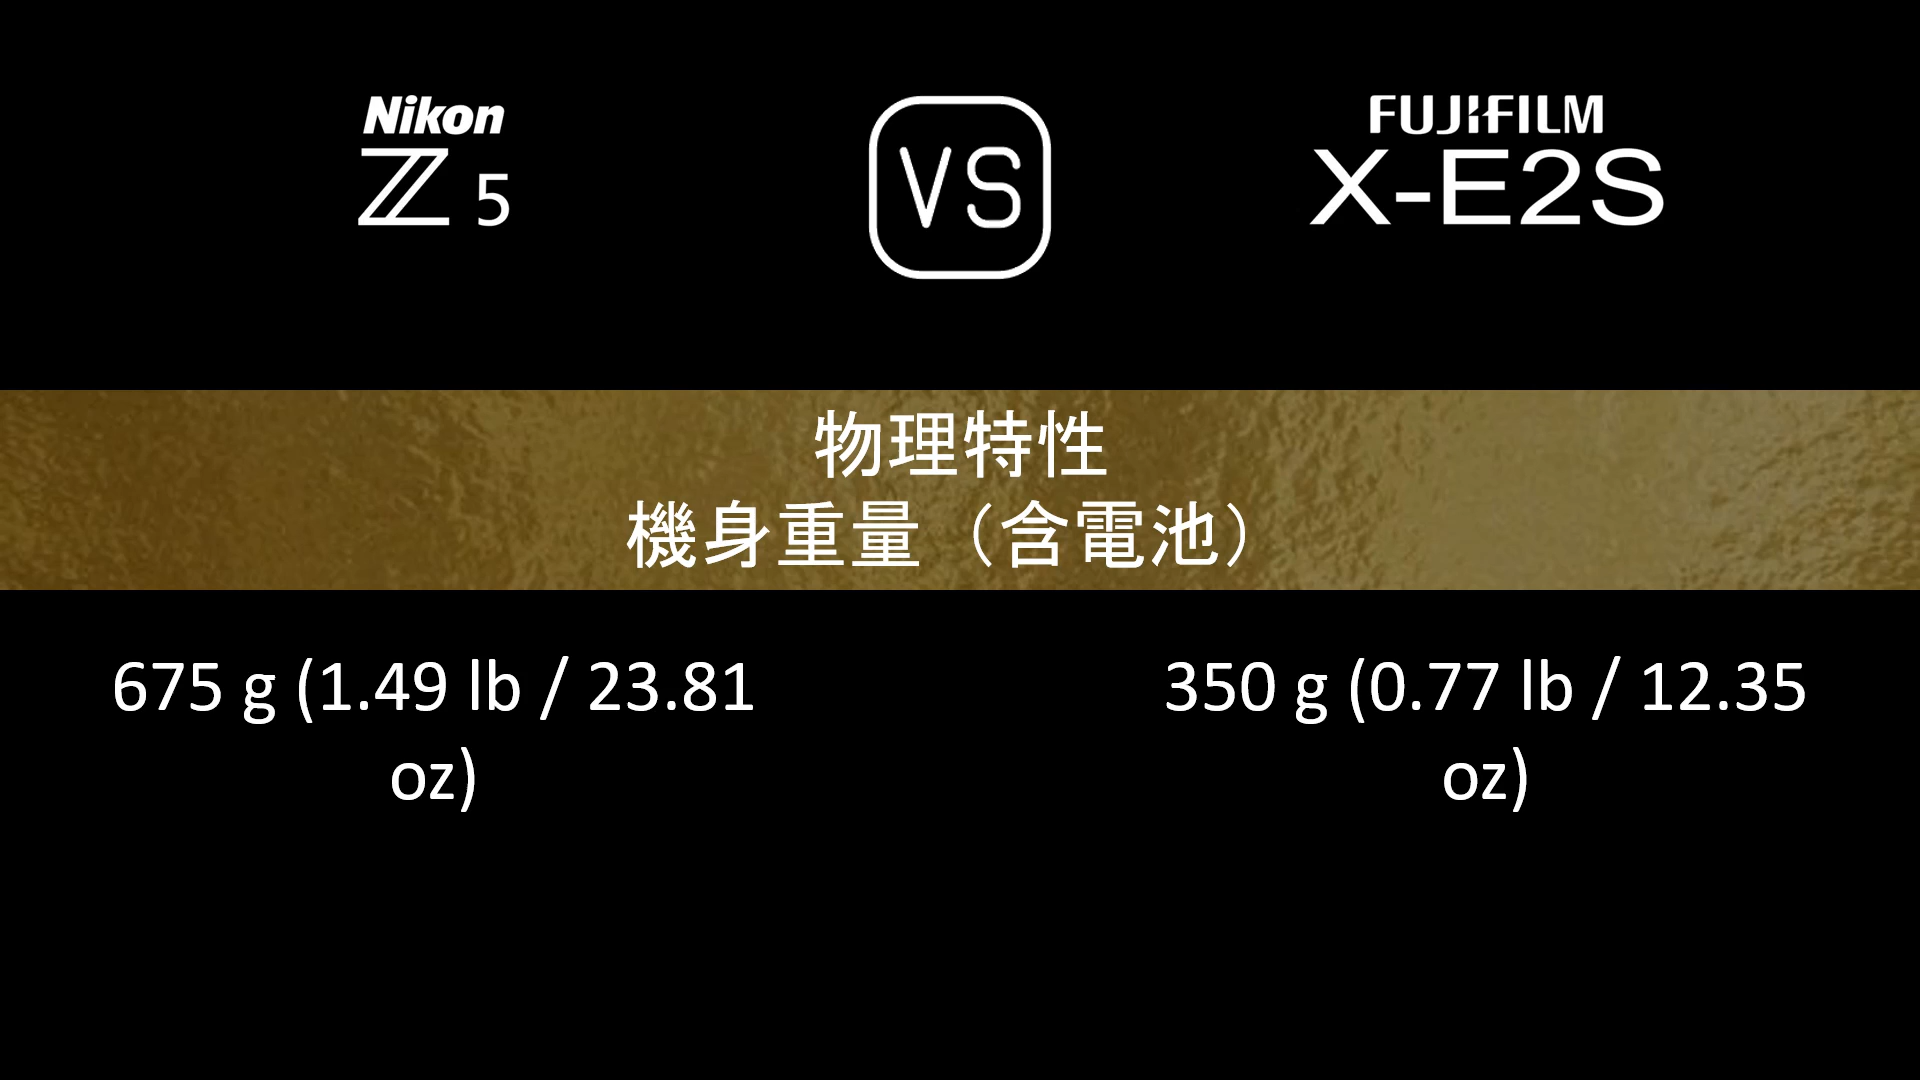 Nikon
Z 5
VS
FUJIFILM
X-E2S
物理特性
機身重量（含電池）
675 g (1.49 lb / 23.81
oz)
350 g (0.77 lb / 12.35
oz)